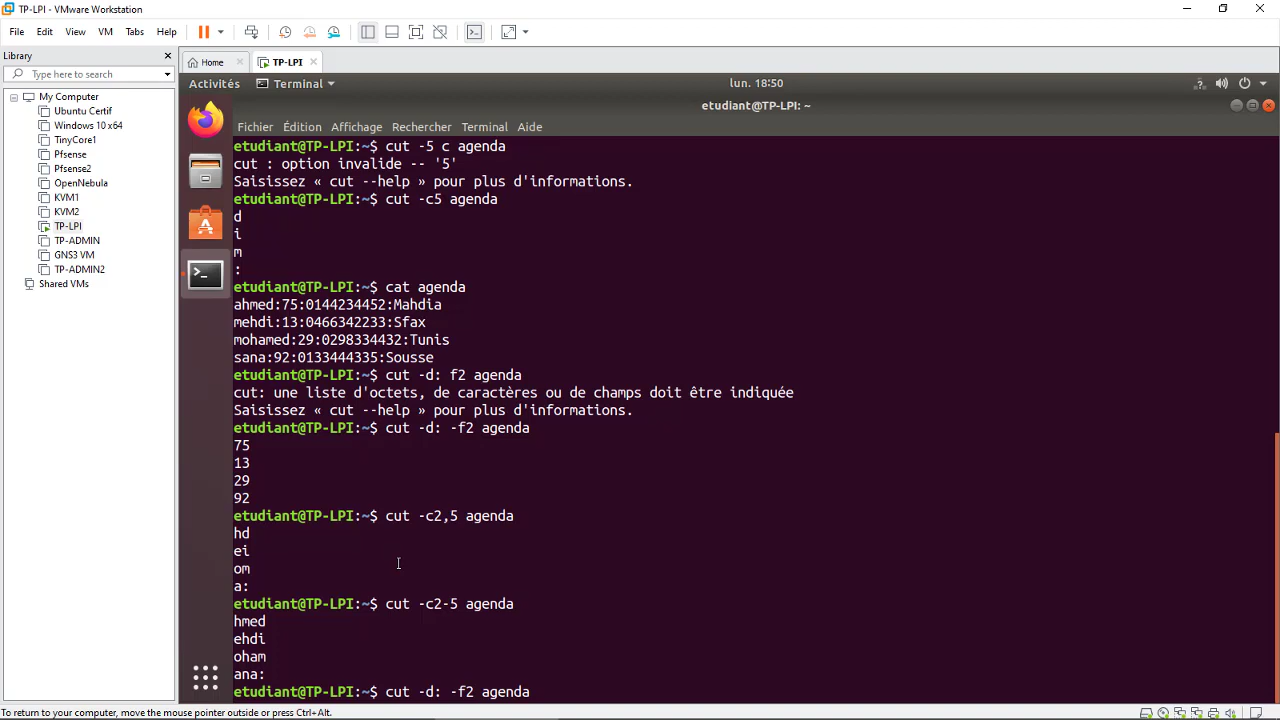 TP-LPI - VMware Workstation
File Edit View VM Tabs Help
Library
Type here to search
My Computer
Ubuntu Certif
Windows 10 x64
TinyCore1
Pfsense
Pfsense2
OpenNebula
KVM1
KVM2
TP-LPI
TP-ADMIN
GNS3 VM
TP-ADMIN2
Shared VMs
Home TP-LPI
Activités Terminal lun. 18:50
etudiant@TP-LPI: ~
Fichier Édition Affichage Rechercher Terminal Aide
etudiant@TP-LPI:~$ cut -5 c agenda
cut : option invalide -- '5'
Saisissez « cut --help » pour plus d'informations.
etudiant@TP-LPI:~$ cut -c5 agenda
d
i
m
:
etudiant@TP-LPI:~$ cat agenda
ahmed:75:0144234452:Mahdia
mehdi:13:0466342233:Sfax
mohamed:29:0298334432:Tunis
sana:92:0133444335:Sousse
etudiant@TP-LPI:~$ cut -d: f2 agenda
cut: une liste d'octets, de caractères ou de champs doit être indiquée
Saisissez « cut --help » pour plus d'informations.
etudiant@TP-LPI:~$ cut -d: -f2 agenda
75
13
29
92
etudiant@TP-LPI:~$ cut -c2,5 agenda
hd
ei
om
a:
etudiant@TP-LPI:~$ cut -c2-5 agenda
hmed
ehdi
oham
ana:
etudiant@TP-LPI:~$ cut -d: -f2 agenda
To return to your computer, move the mouse pointer outside or press Ctrl+Alt.